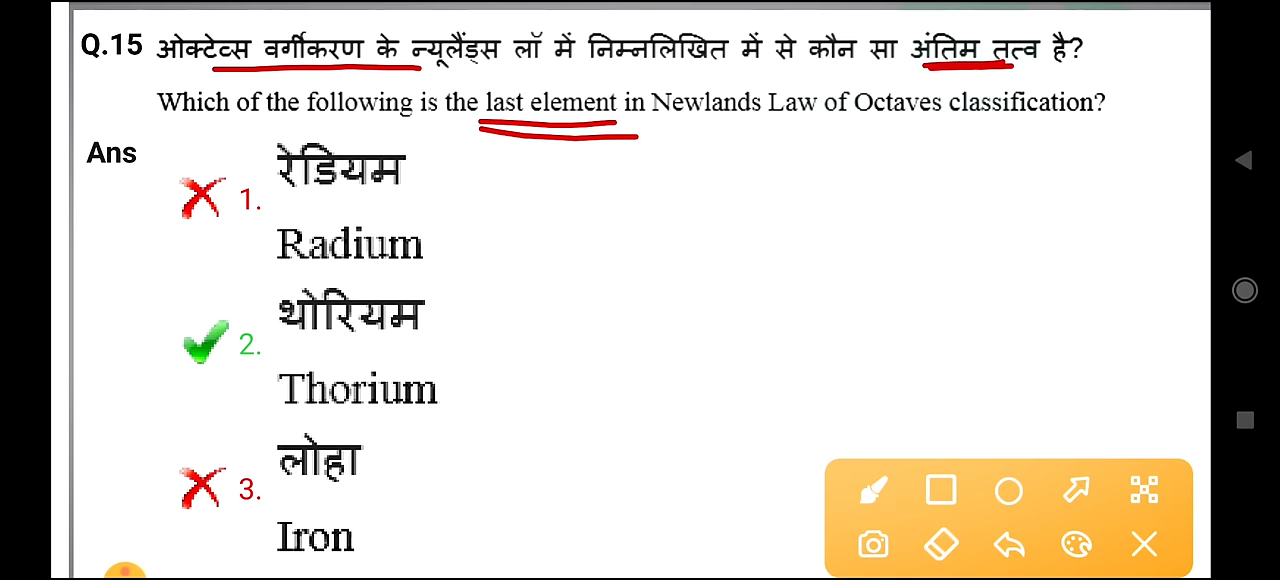 Q.15 ओक्टेव्स वर्गीकरण के न्यूलैंड्स लॉ में निम्नलिखित में से कौन सा अंतिम तत्व है?
Which of the following is the last element in Newlands Law of Octaves classification?
Ans
1. रेडियम
Radium
2. थोरियम
Thorium
3. लोहा
Iron